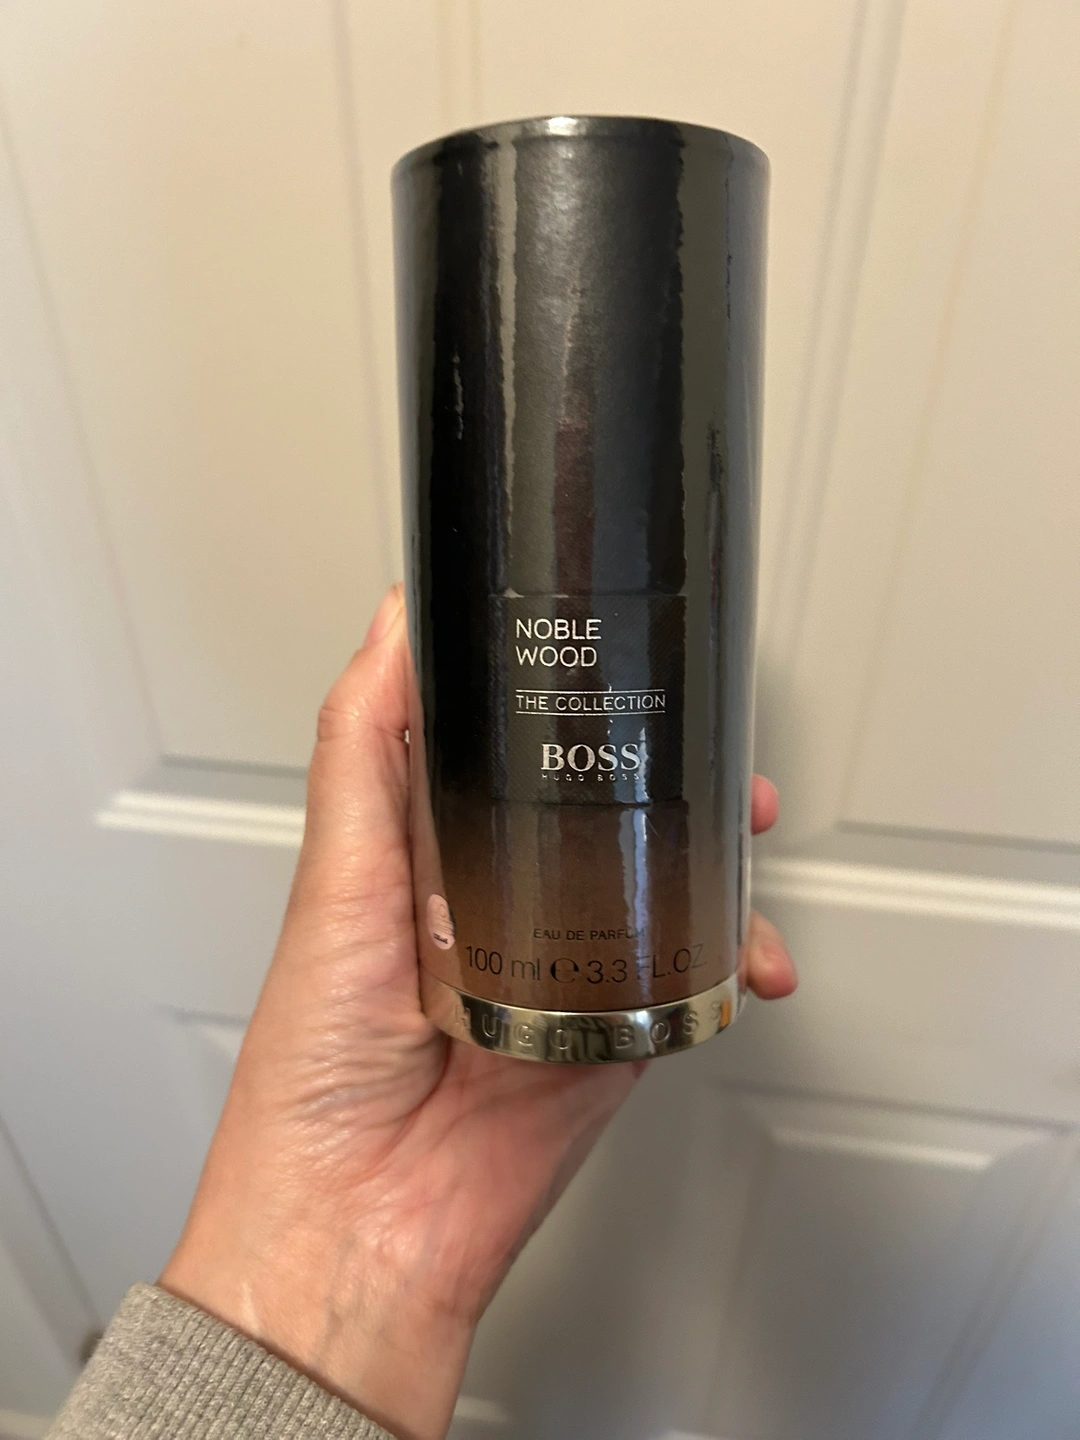 NOBLE
WOOD
THE COLLECTION
BOSS
HUGO BOSS
EAU DE PARFUM
100 ml ℮ 3.3 FL.OZ.
HUGO BOSS